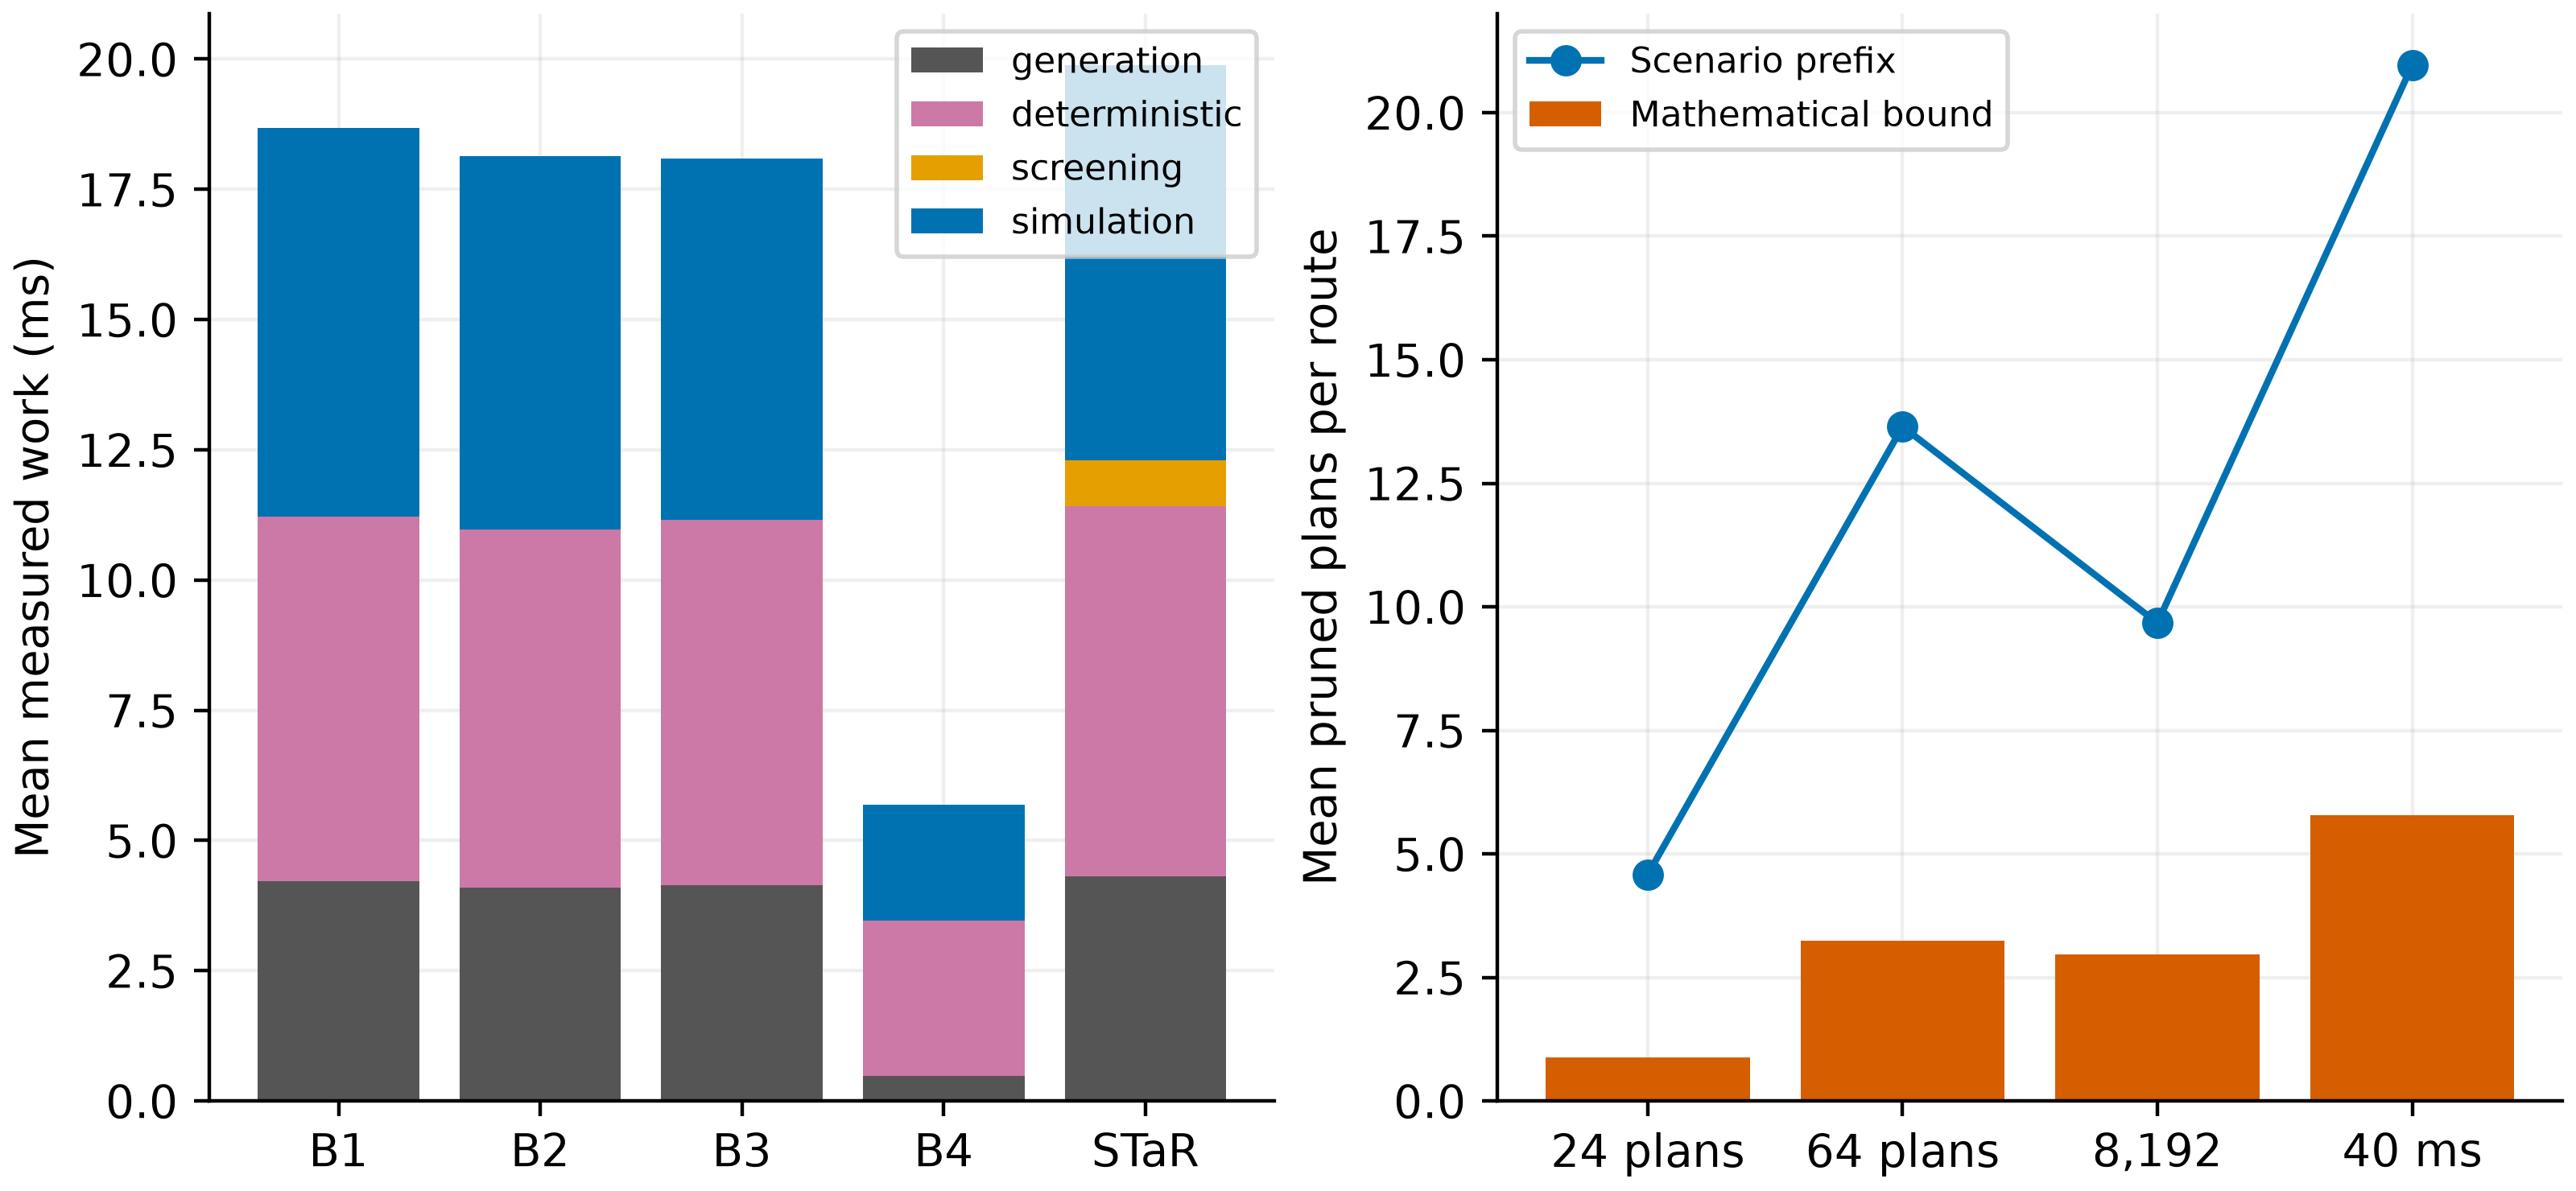 Mean measured work (ms)
20.0
17.5
15.0
12.5
10.0
7.5
5.0
2.5
0.0
B1
B2
B3
B4
STaR
generation
deterministic
screening
simulation
Mean pruned plans per route
20.0
17.5
15.0
12.5
10.0
7.5
5.0
2.5
0.0
24 plans
64 plans
8,192
40 ms
Scenario prefix
Mathematical bound